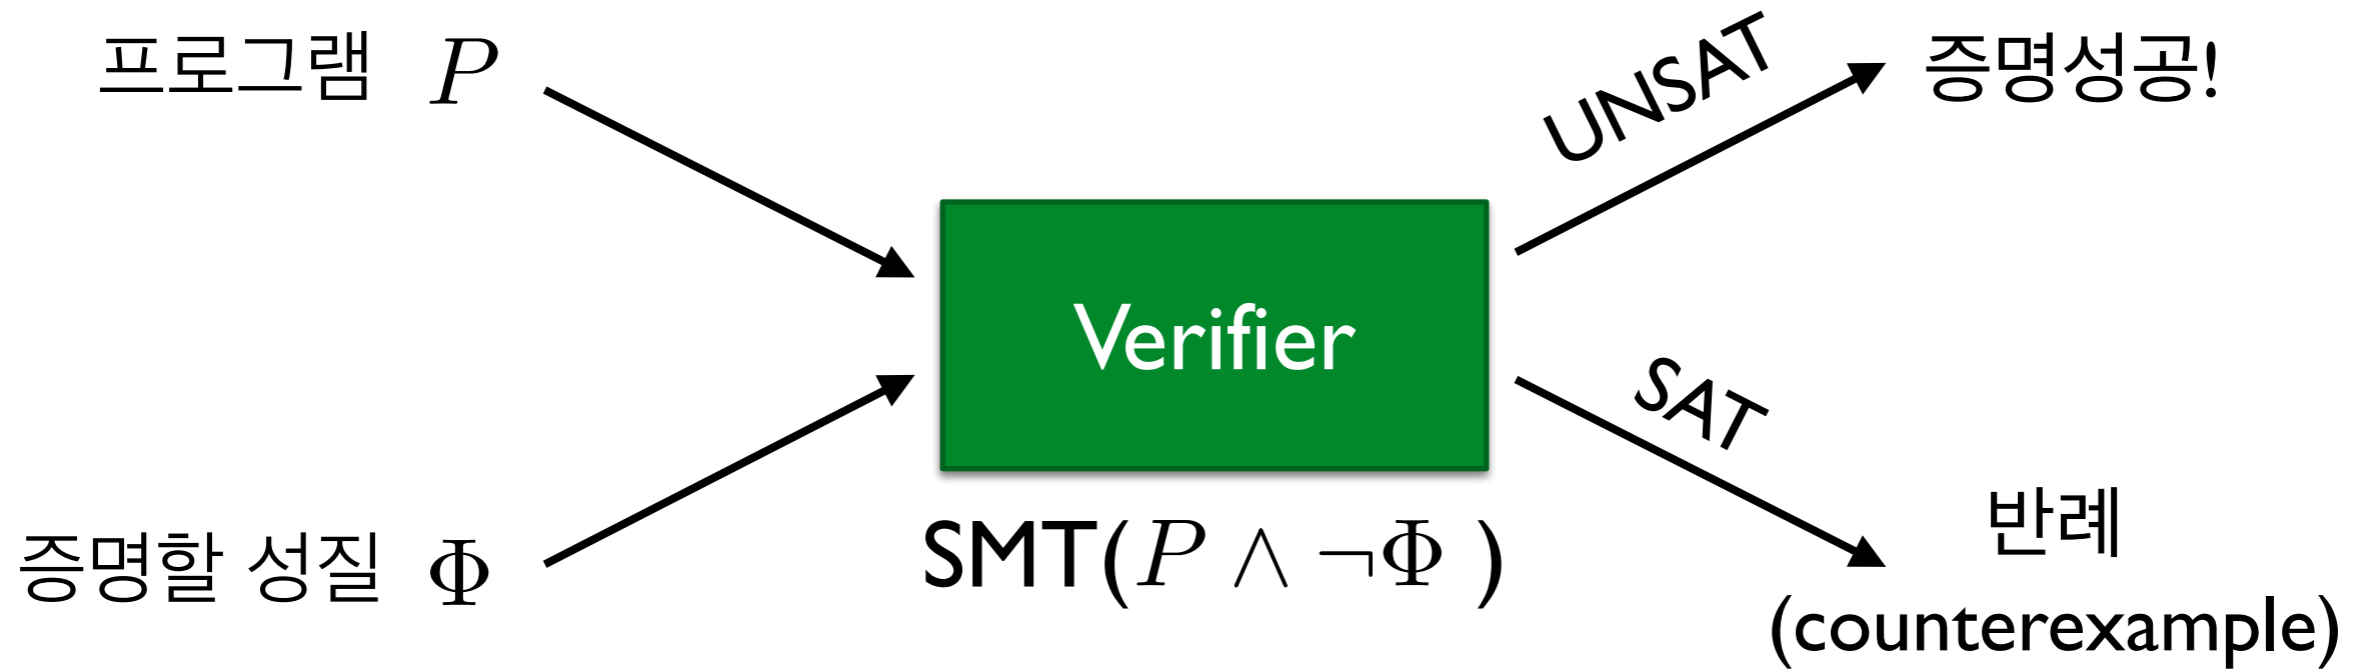 프로그램 P
증명할 성질 Φ
Verifier
SMT(P ∧ ¬Φ )
UNSAT
증명성공!
SAT
반례
(counterexample)